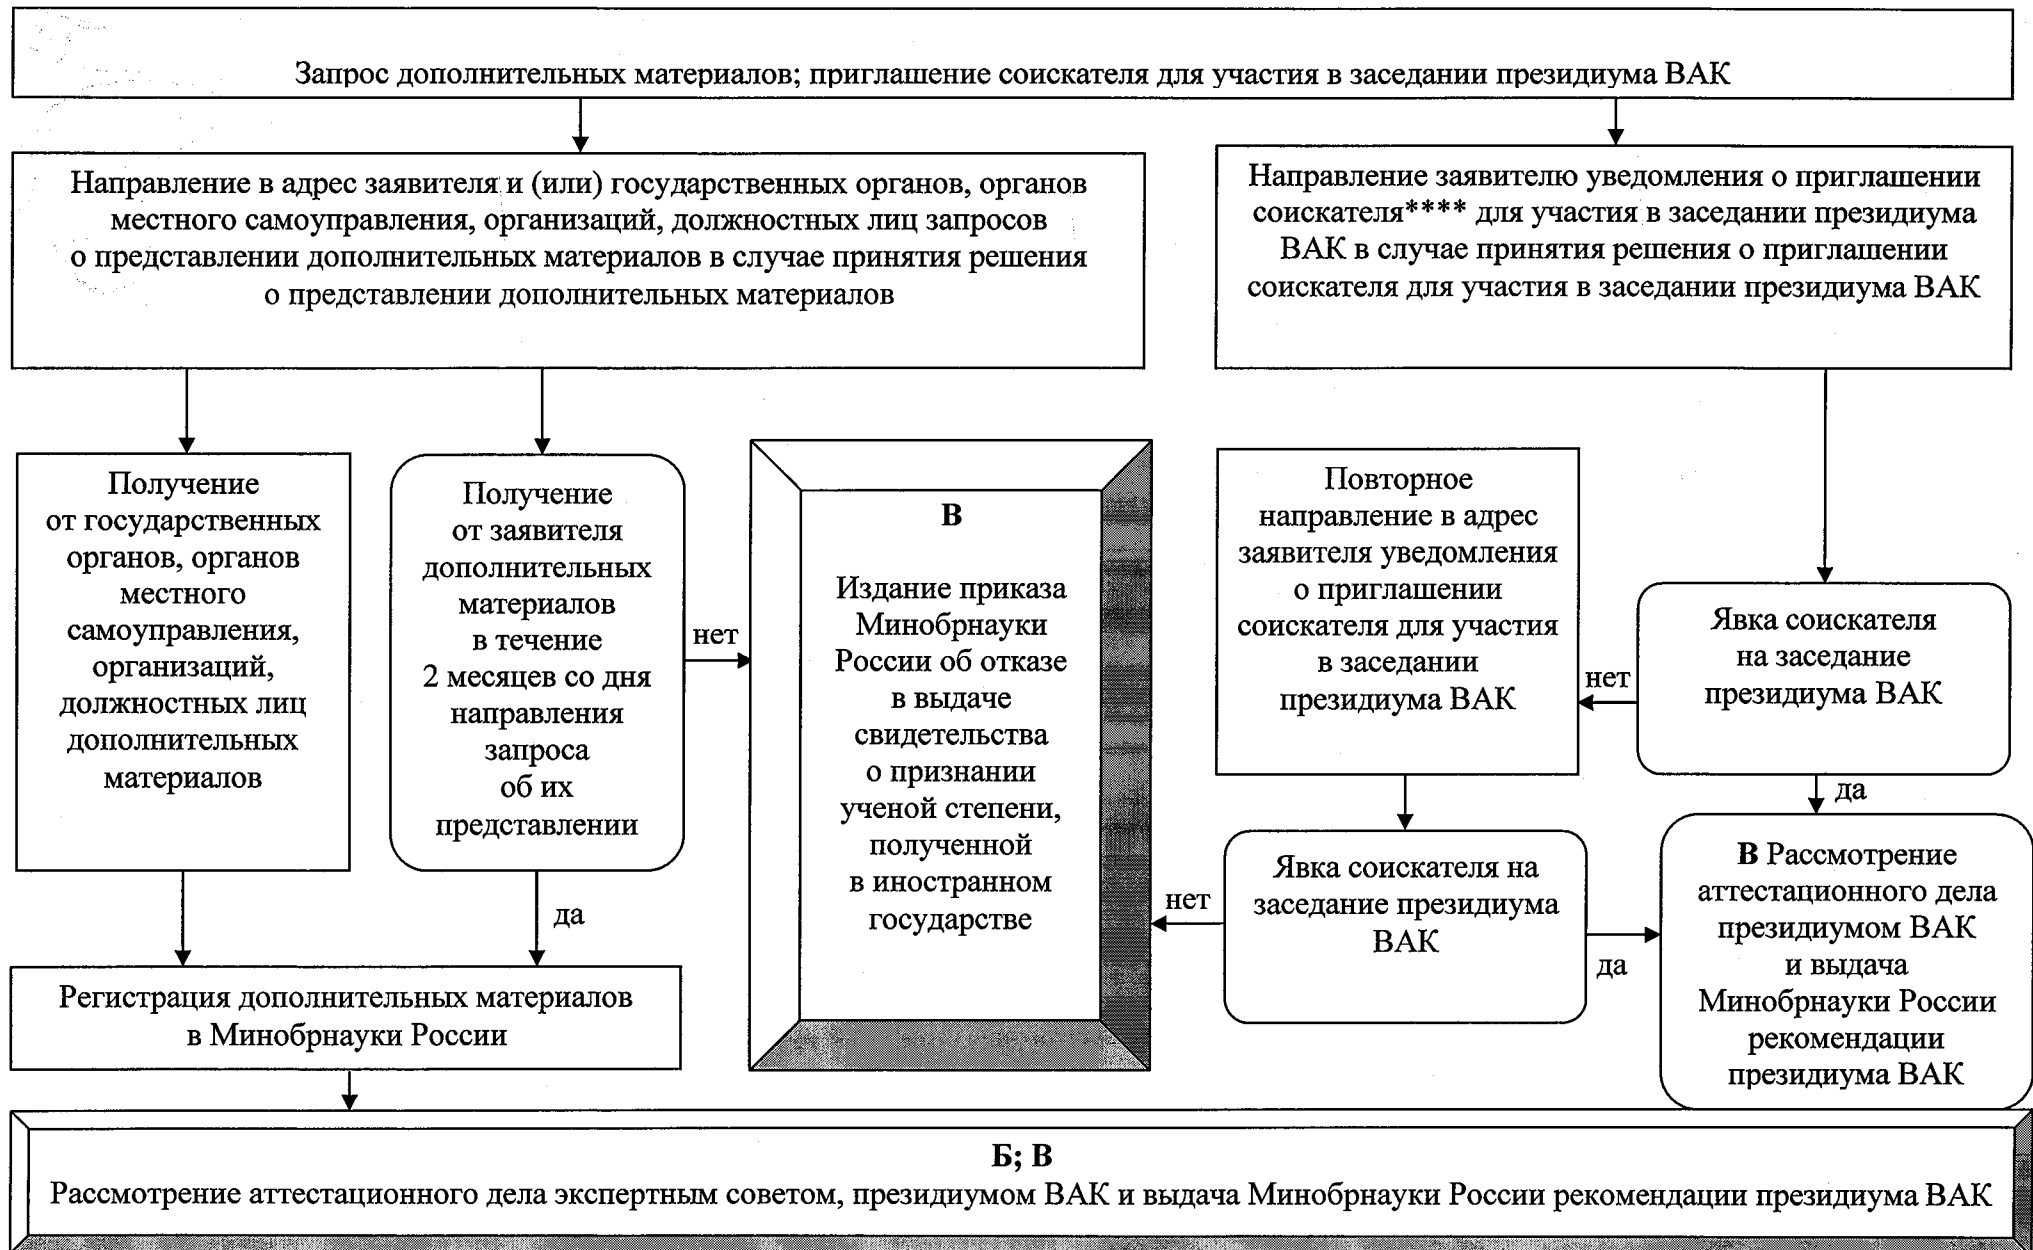 Запрос дополнительных материалов; приглашение соискателя для участия в заседании президиума ВАК
Направление в адрес заявителя и (или) государственных органов, органов
местного самоуправления, организаций, должностных лиц запросов
о представлении дополнительных материалов в случае принятия решения
о представлении дополнительных материалов
Направление заявителю уведомления о приглашении
соискателя**** для участия в заседании президиума
ВАК в случае принятия решения о приглашении
соискателя для участия в заседании президиума ВАК
Получение
от государственных
органов, органов
местного
самоуправления,
организаций,
должностных лиц
дополнительных
материалов
Получение
от заявителя
дополнительных
материалов
в течение
2 месяцев со дня
направления
запроса
об их
представлении
нет
да
В
Издание приказа
Минобрнауки
России об отказе
в выдаче
свидетельства
о признании
ученой степени,
полученной
в иностранном
государстве
Повторное
направление в адрес
заявителя уведомления
о приглашении
соискателя для участия
в заседании
президиума ВАК
нет
Явка соискателя
на заседание
президиума ВАК
да
нет
Явка соискателя на
заседание президиума
ВАК
да
В Рассмотрение
аттестационного дела
президиумом ВАК
и выдача
Минобрнауки России
рекомендации
президиума ВАК
Регистрация дополнительных материалов
в Минобрнауки России
Б; В
Рассмотрение аттестационного дела экспертным советом, президиумом ВАК и выдача Минобрнауки России рекомендации президиума ВАК